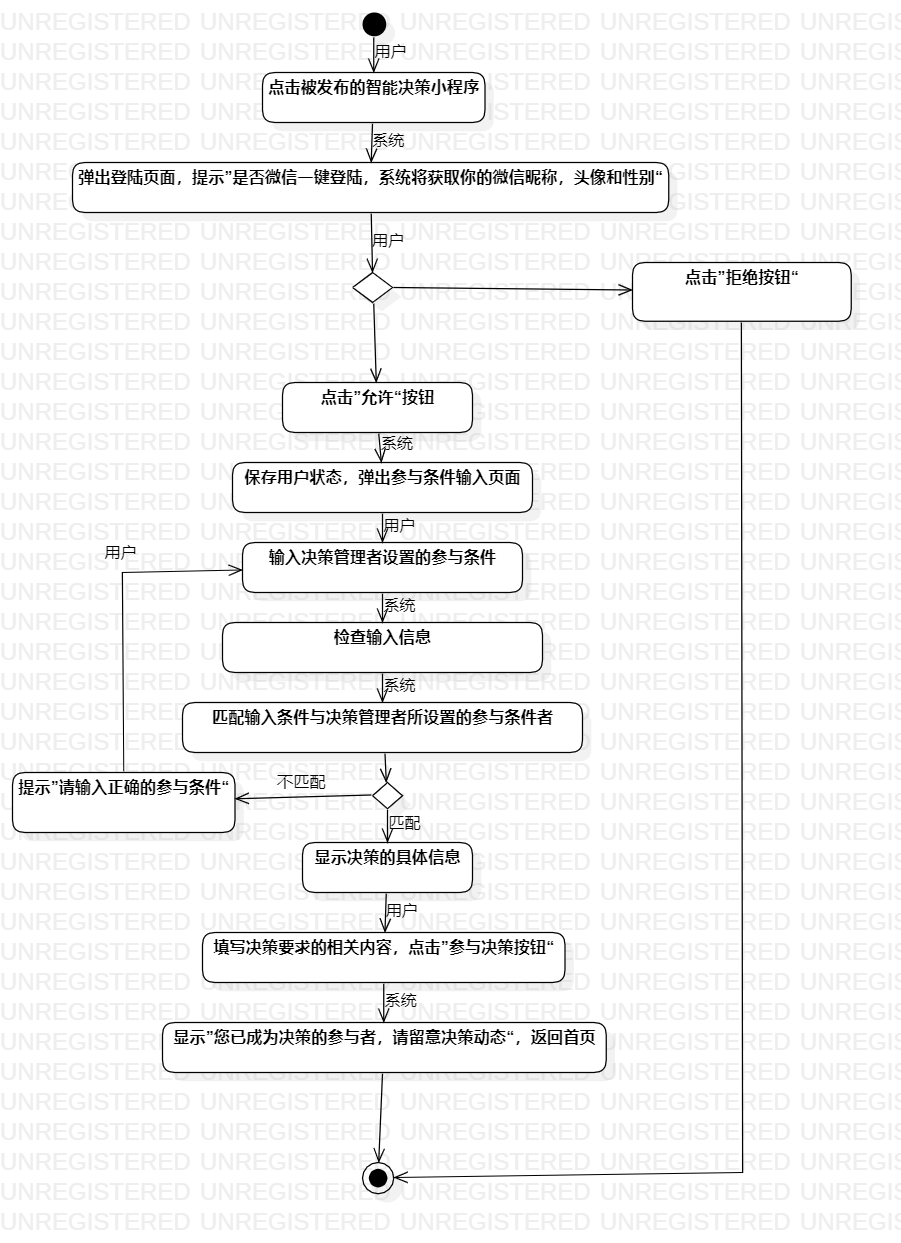 用户
点击被发布的智能决策小程序
系统
弹出登陆页面，提示”是否微信一键登陆，系统将获取你的微信昵称，头像和性别“
用户
点击”拒绝按钮“
点击”允许“按钮
系统
保存用户状态，弹出参与条件输入页面
用户
用户
输入决策管理者设置的参与条件
系统
检查输入信息
系统
匹配输入条件与决策管理者所设置的参与条件者
不匹配
提示”请输入正确的参与条件“
匹配
显示决策的具体信息
用户
填写决策要求的相关内容，点击”参与决策按钮“
系统
显示”您已成为决策的参与者，请留意决策动态“，返回首页
UNREGISTERED